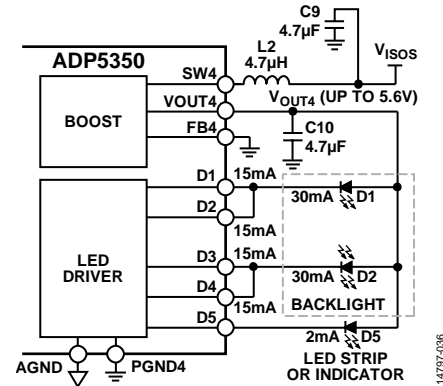 C9
4.7µF
L2
4.7µH
VISOS
ADP5350
SW4
VOUT4
VOUT4 (UP TO 5.6V)
BOOST
FB4
C10
4.7µF
D1
15mA
30mA
D1
D2
15mA
LED
DRIVER
D3
15mA
30mA
D2
D4
15mA
BACKLIGHT
D5
2mA
D5
AGND
PGND4
LED STRIP
OR INDICATOR
14797-036